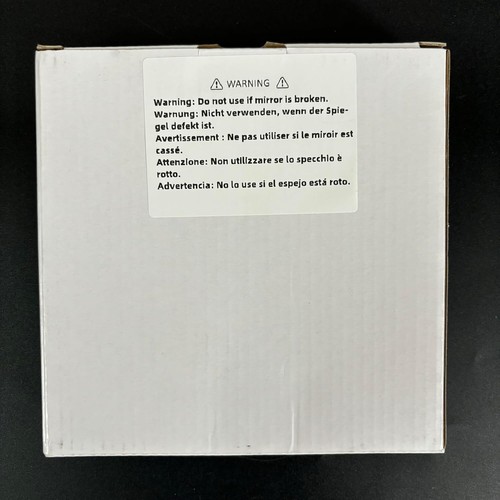 ⚠ WARNING ⚠
Warning: Do not use if mirror is broken.
Warnung: Nicht verwenden, wenn der Spie-
gel defekt ist.
Avertissement : Ne pas utiliser si le miroir est
cassé.
Attenzione: Non utilizzare se lo specchio è
rotto.
Advertencia: No lo use si el espejo está roto.